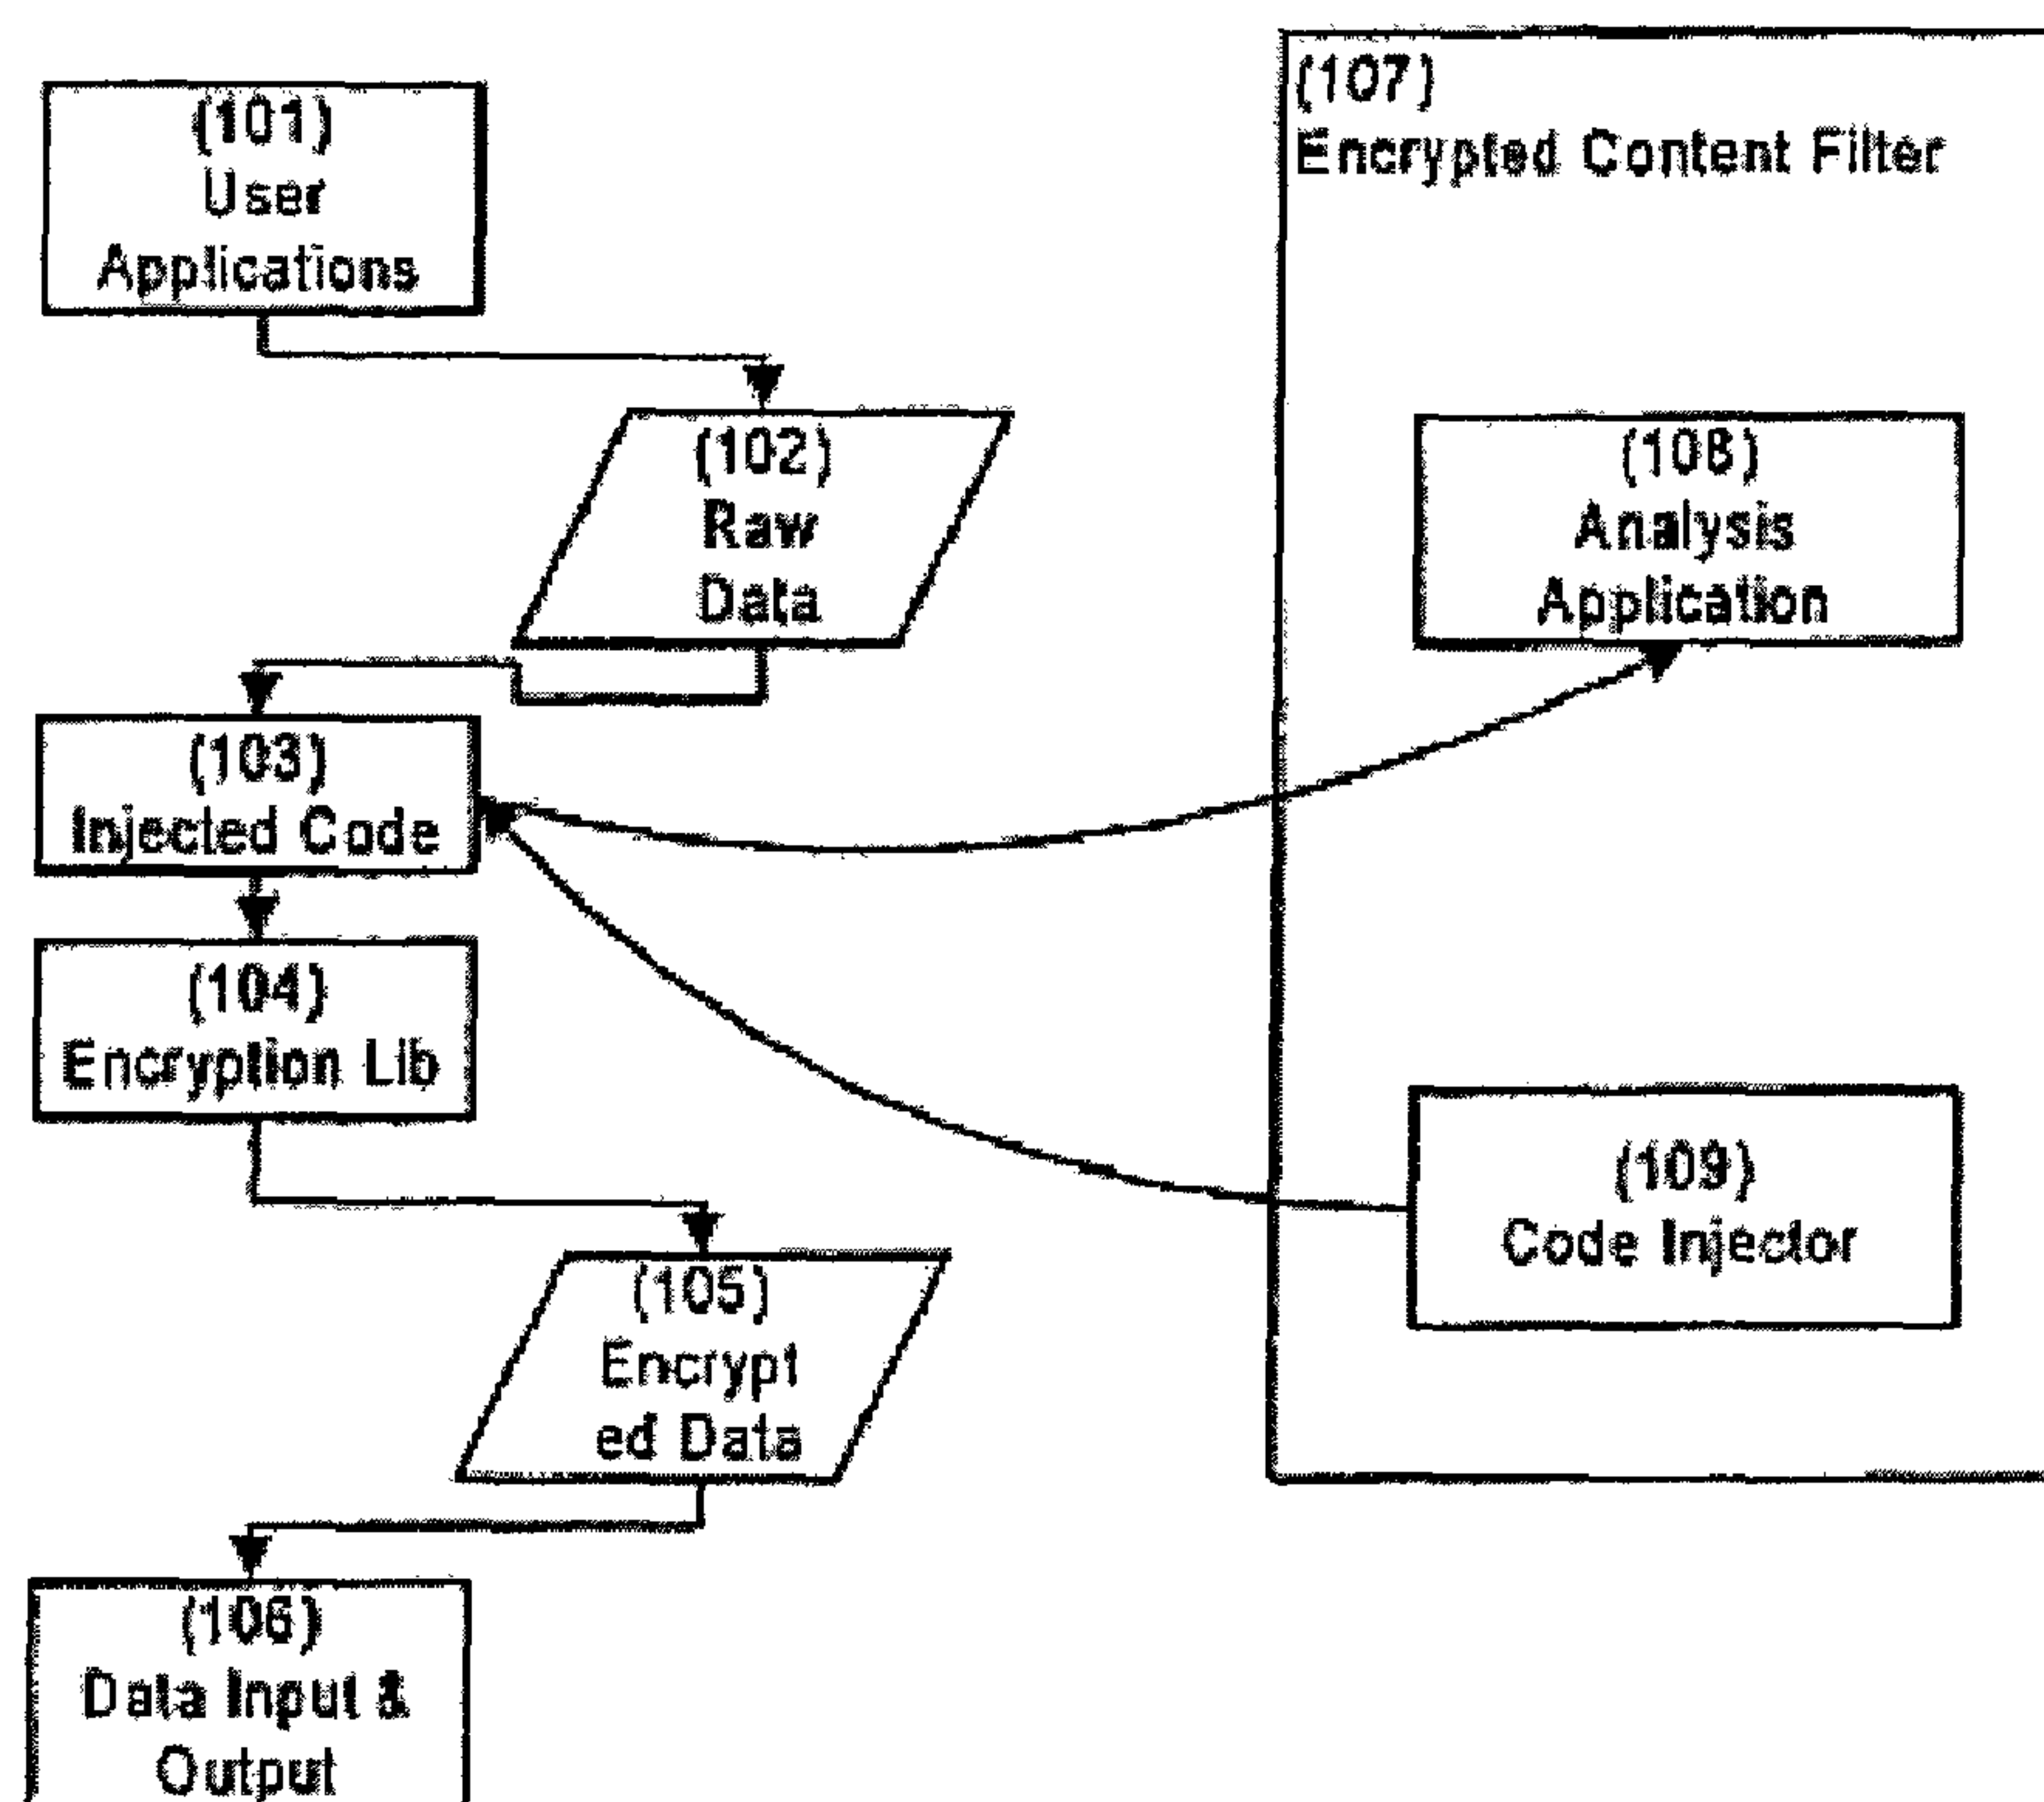 (101)
User
Applications
(102)
Raw
Data
(103)
Injected Code
(104)
Encryption Lib
(105)
Encrypt
ed Data
(106)
Data Input &
Output
(107)
Encrypted Content Filter
(108)
Analysis
Application
(109)
Code Injector